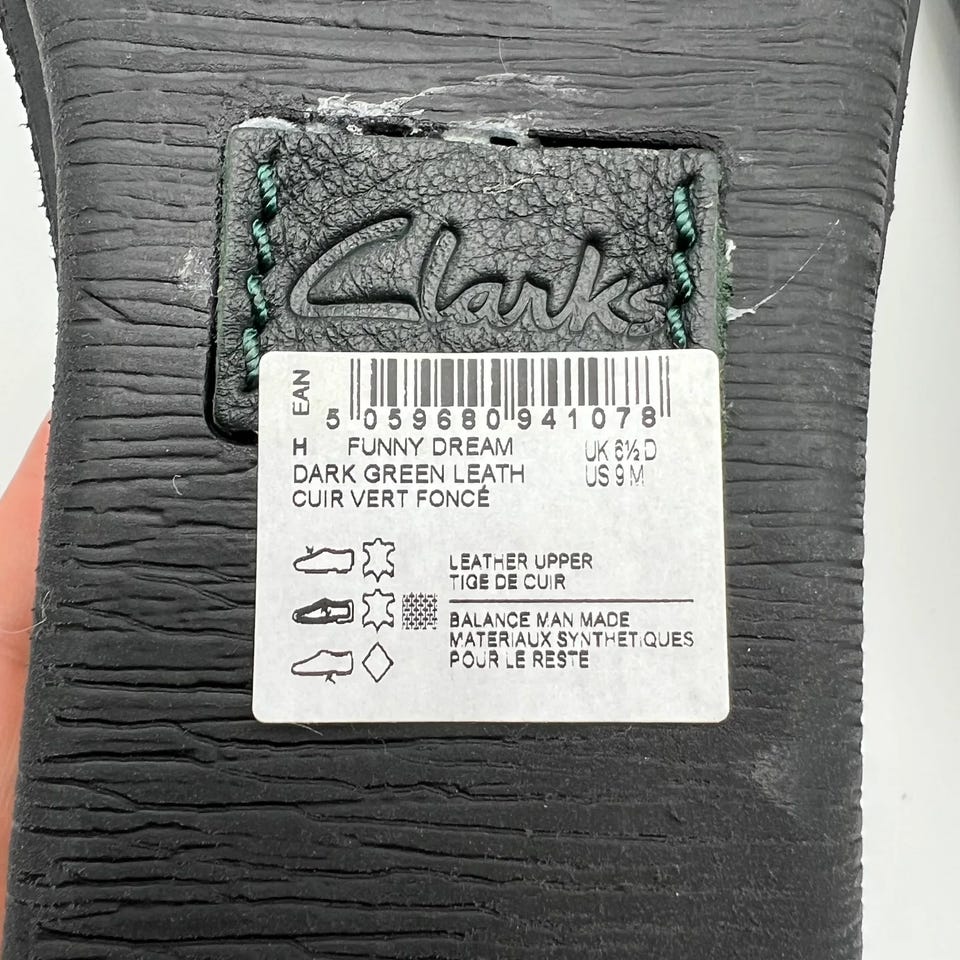 Clarks
EAN
5 059680 941078
H FUNNY DREAM UK 6½ D
DARK GREEN LEATH US 9 M
CUIR VERT FONCÉ
LEATHER UPPER
TIGE DE CUIR
BALANCE MAN MADE
MATERIAUX SYNTHETIQUES
POUR LE RESTE